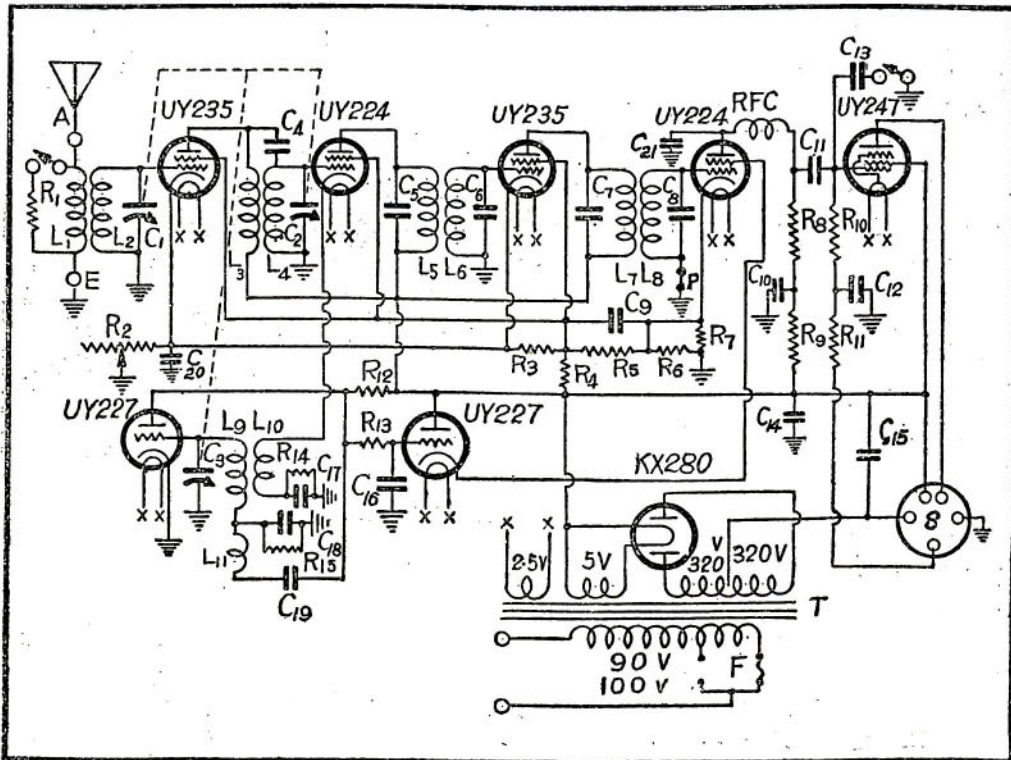 A
E
R1
L1
L2
C1
UY235
L3
L4
C4
C2
UY224
C5
L5
L6
C6
UY235
C7
L7
L8
C8
P
C21
UY224
RFC
C11
C13
UY247
R8
R10
C10
C12
R9
R11
C14
C15
R2
C20
R3
R4
C9
R5
R6
R7
UY227
C3
L9
L10
R14
C17
C18
R15
L11
C19
R12
R13
C16
UY227
KX280
8
X X
X X
X X
X X
X X
X X
X X
X X
2.5V
5V
V
320
320V
T
90V
100V
F